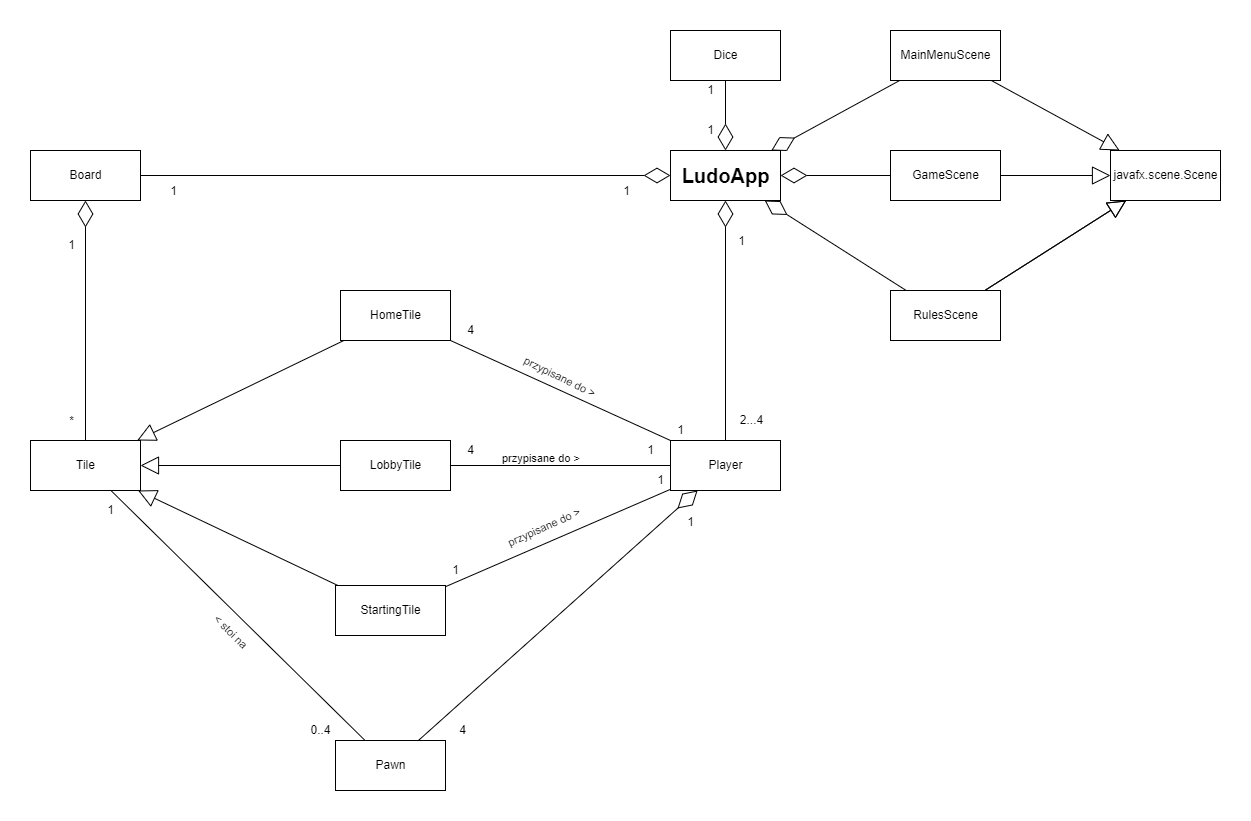 Dice
MainMenuScene
1
1
Board
LudoApp
GameScene
javafx.scene.Scene
1
1
1
1
HomeTile
RulesScene
4
przypisane do >
*
2...4
1
Tile
LobbyTile
4
przypisane do >
1
Player
1
1
przypisane do >
1
1
StartingTile
< stoi na
0..4
4
Pawn